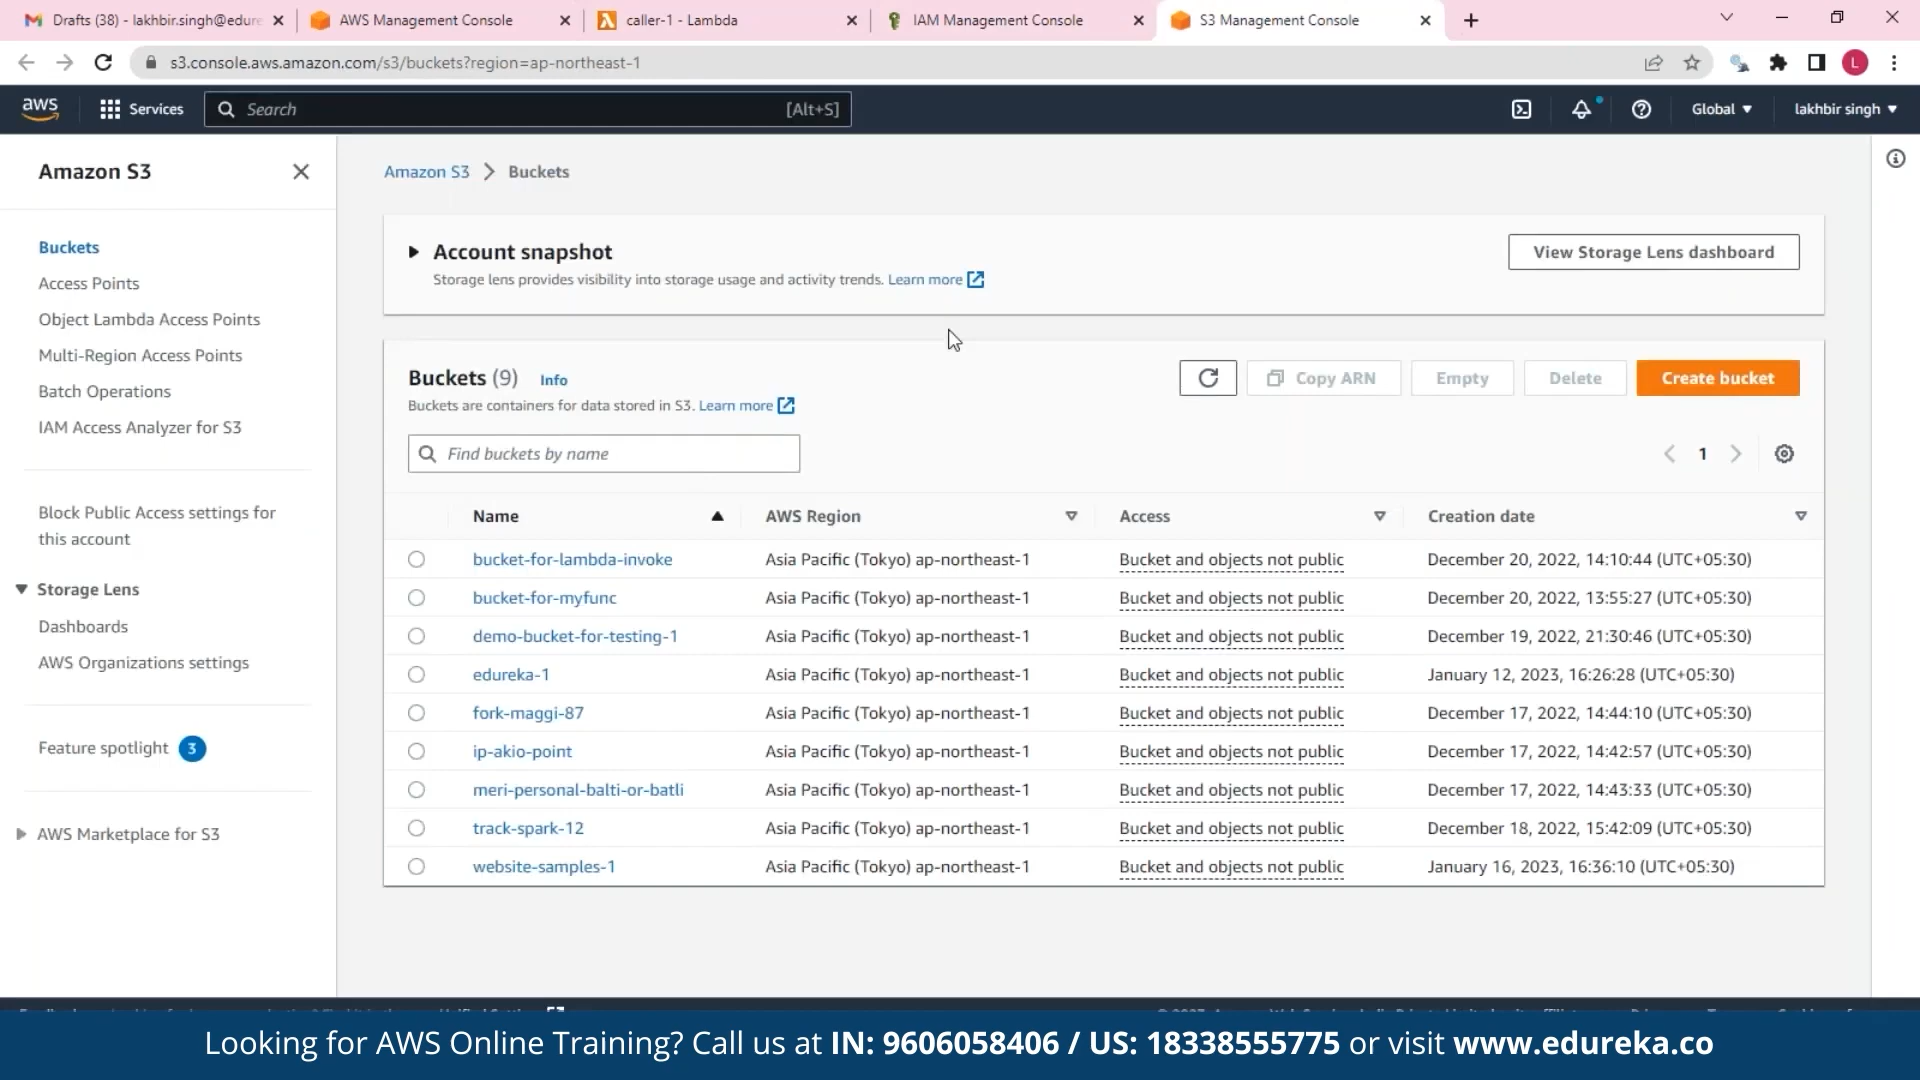 Drafts (38) - lakhbir.singh@edure
AWS Management Console
caller-1 - Lambda
IAM Management Console
S3 Management Console
s3.console.aws.amazon.com/s3/buckets?region=ap-northeast-1
L
aws
Services
Search
[Alt+S]
Global
lakhbir singh
Amazon S3
Buckets
Access Points
Object Lambda Access Points
Multi-Region Access Points
Batch Operations
IAM Access Analyzer for S3
Block Public Access settings for
this account
Storage Lens
Dashboards
AWS Organizations settings
Feature spotlight 3
AWS Marketplace for S3
Amazon S3 > Buckets
Account snapshot
Storage lens provides visibility into storage usage and activity trends. Learn more
View Storage Lens dashboard
Buckets (9) Info
Buckets are containers for data stored in S3. Learn more
Copy ARN
Empty
Delete
Create bucket
Find buckets by name
1
Name AWS Region Access Creation date
bucket-for-lambda-invoke Asia Pacific (Tokyo) ap-northeast-1 Bucket and objects not public December 20, 2022, 14:10:44 (UTC+05:30)
bucket-for-myfunc Asia Pacific (Tokyo) ap-northeast-1 Bucket and objects not public December 20, 2022, 13:55:27 (UTC+05:30)
demo-bucket-for-testing-1 Asia Pacific (Tokyo) ap-northeast-1 Bucket and objects not public December 19, 2022, 21:30:46 (UTC+05:30)
edureka-1 Asia Pacific (Tokyo) ap-northeast-1 Bucket and objects not public January 12, 2023, 16:26:28 (UTC+05:30)
fork-maggi-87 Asia Pacific (Tokyo) ap-northeast-1 Bucket and objects not public December 17, 2022, 14:44:10 (UTC+05:30)
ip-akio-point Asia Pacific (Tokyo) ap-northeast-1 Bucket and objects not public December 17, 2022, 14:42:57 (UTC+05:30)
meri-personal-balti-or-batli Asia Pacific (Tokyo) ap-northeast-1 Bucket and objects not public December 17, 2022, 14:43:33 (UTC+05:30)
track-spark-12 Asia Pacific (Tokyo) ap-northeast-1 Bucket and objects not public December 18, 2022, 15:42:09 (UTC+05:30)
website-samples-1 Asia Pacific (Tokyo) ap-northeast-1 Bucket and objects not public January 16, 2023, 16:36:10 (UTC+05:30)
Looking for AWS Online Training? Call us at IN: 9606058406 / US: 18338555775 or visit www.edureka.co